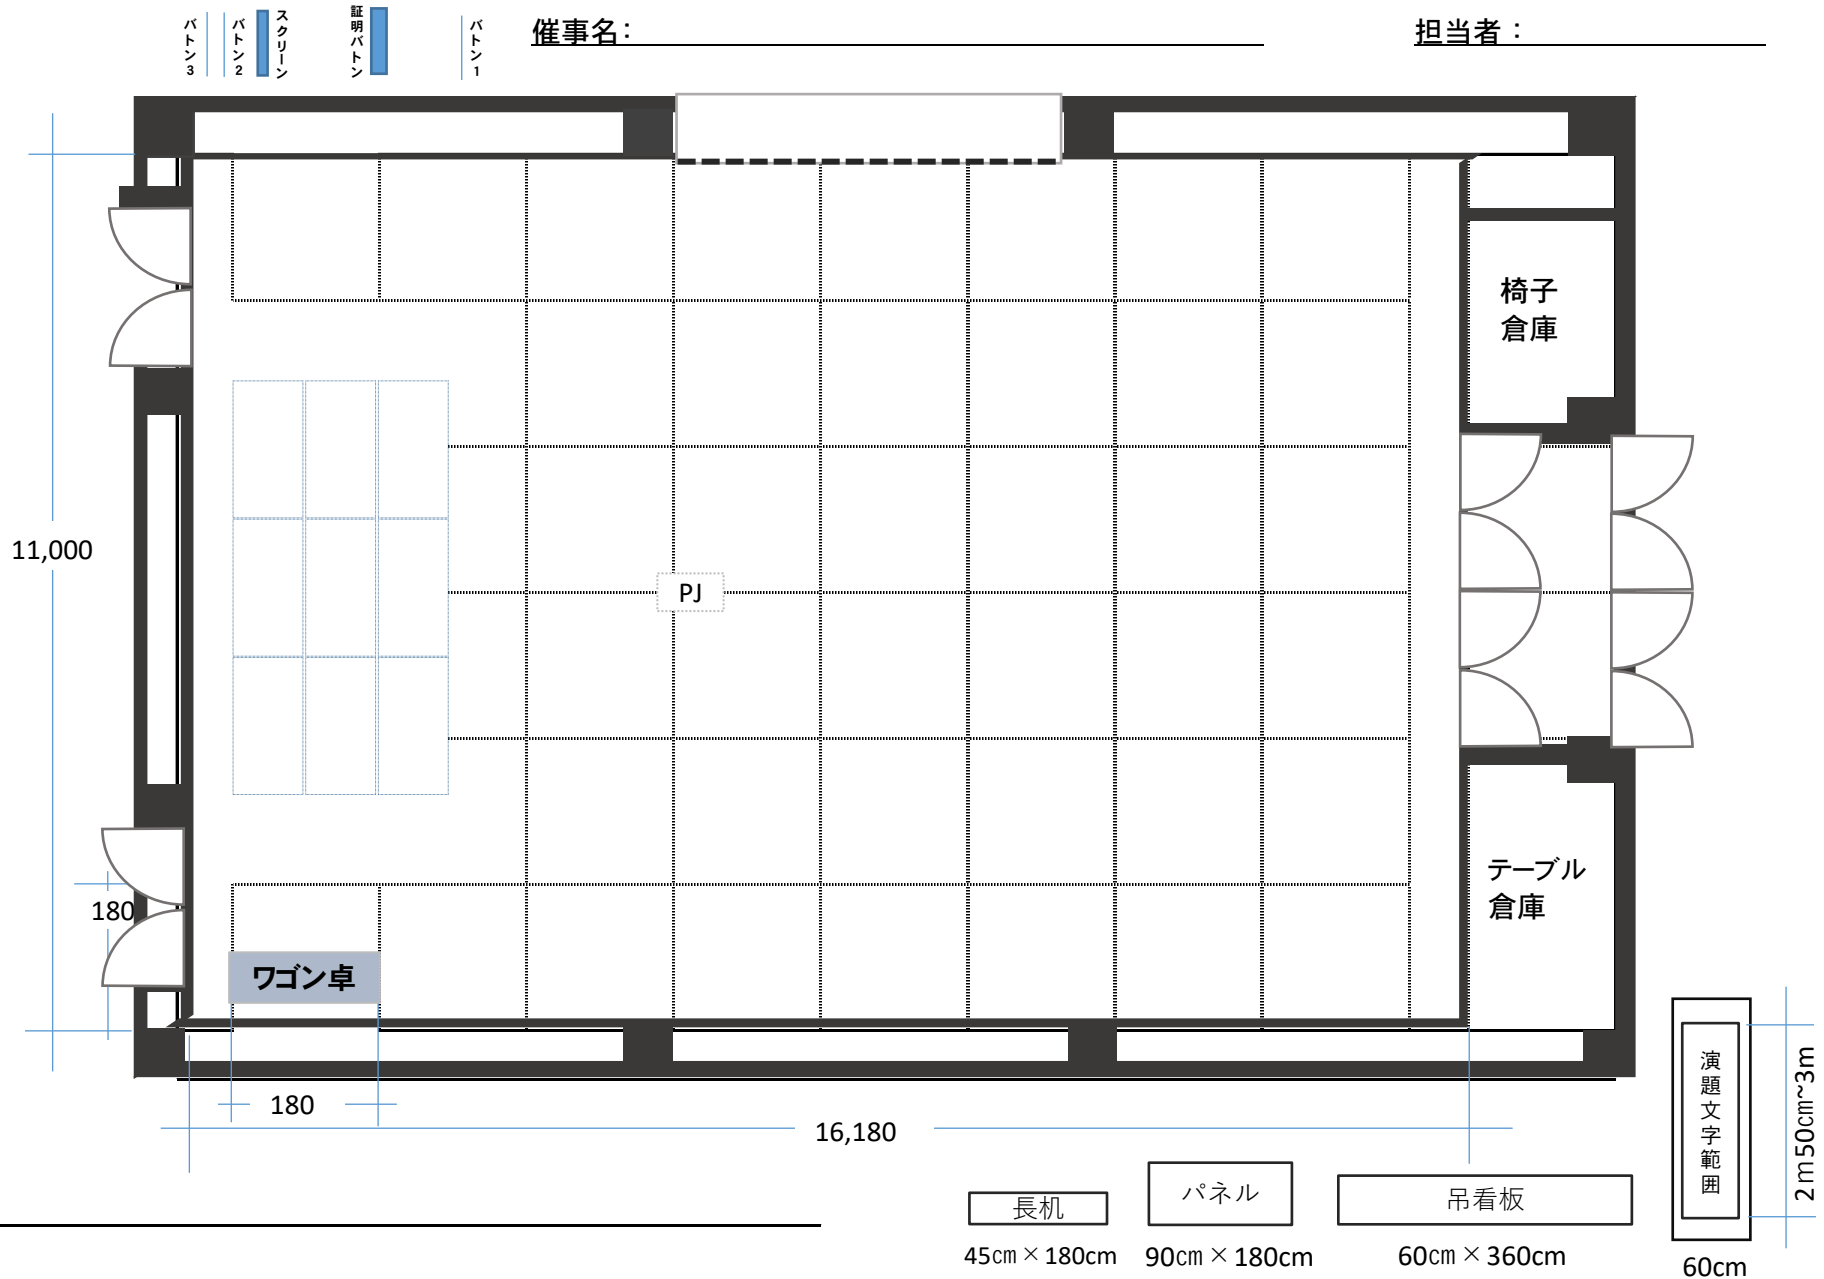 バトン3
バトン2
スクリーン
証明バトン
バトン1
催事名：
担当者：
椅子
倉庫
11,000
PJ
テーブル
倉庫
180
ワゴン卓
180
16,180
演題文字範囲
2ｍ50㎝~3m
長机
パネル
吊看板
45㎝×180cm
90㎝×180cm
60㎝×360cm
60cm